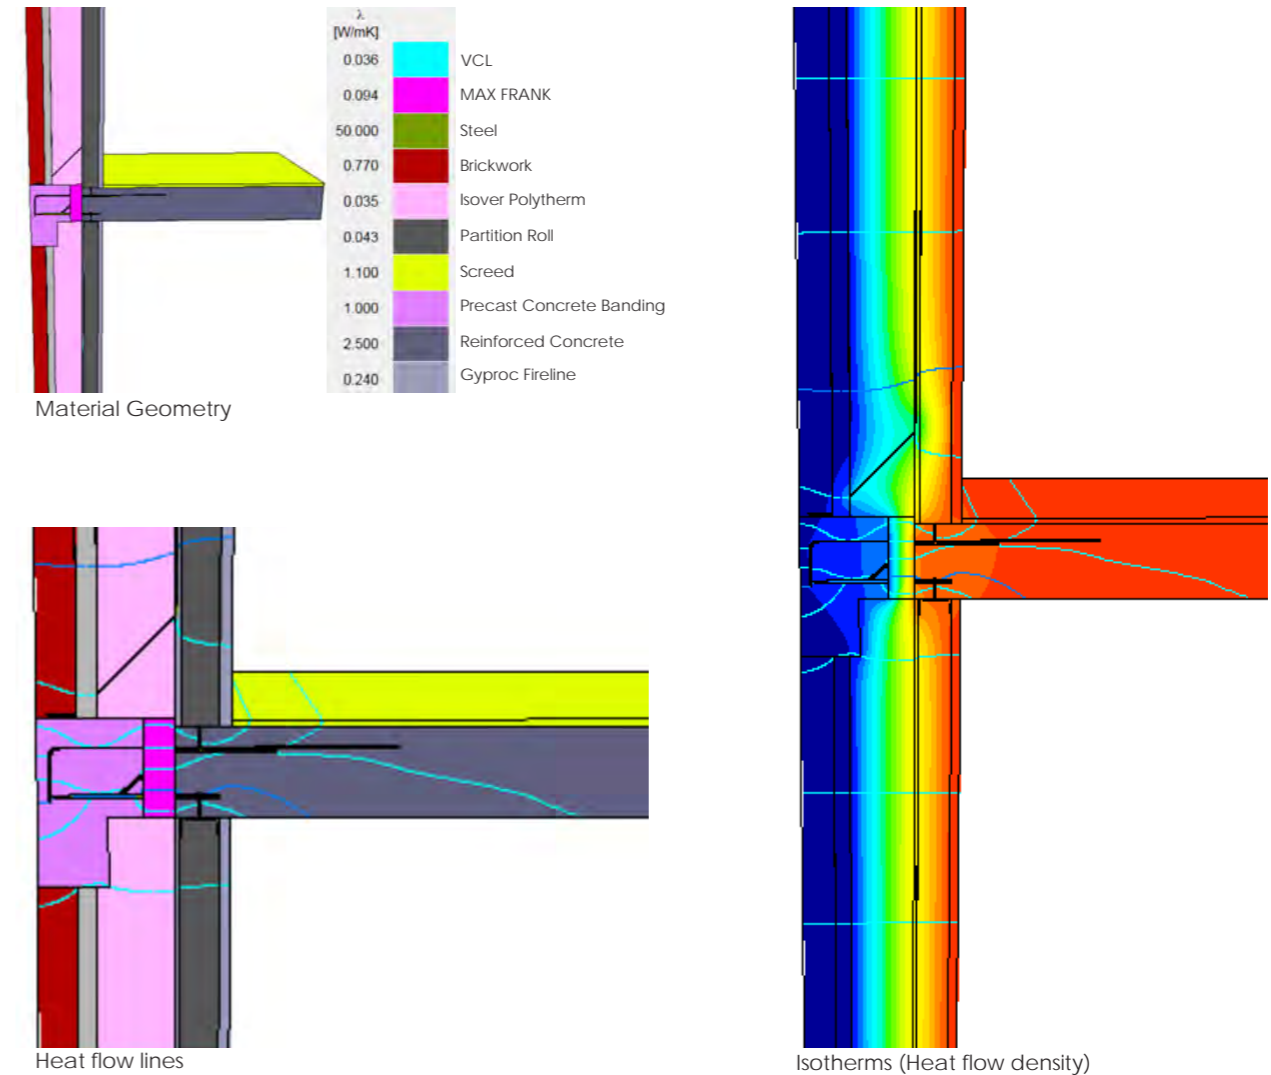 λ
[W/mK]
0.036 VCL
0.094 MAX FRANK
50.000 Steel
0.770 Brickwork
0.035 Isover Polytherm
0.043 Partition Roll
1.100 Screed
1.000 Precast Concrete Banding
2.500 Reinforced Concrete
0.240 Gyproc Fireline
Material Geometry
Heat flow lines
Isotherms (Heat flow density)